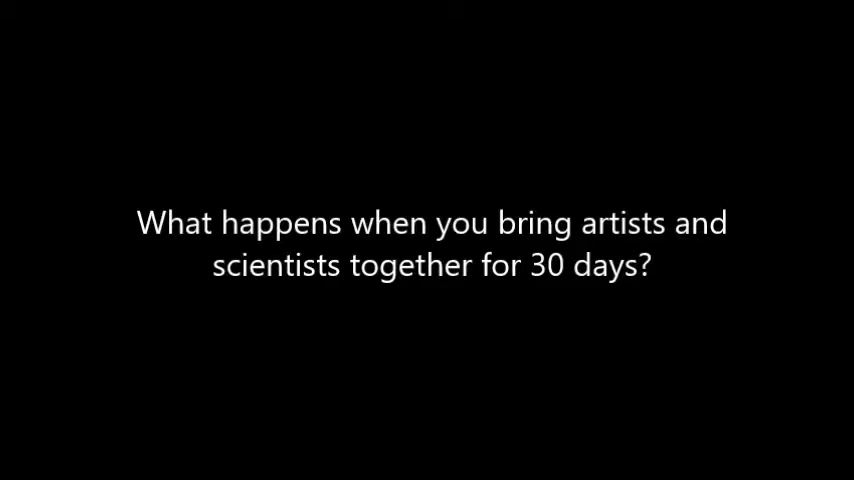 What happens when you bring artists and
scientists together for 30 days?